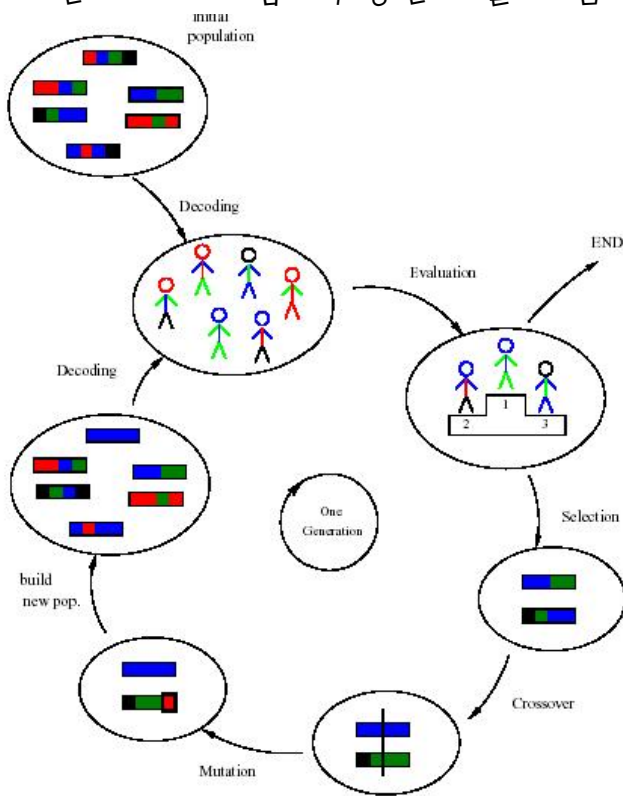 initial
population
Decoding
END
Evaluation
Decoding
1
2
3
One
Generation
Selection
build
new pop.
Crossover
Mutation